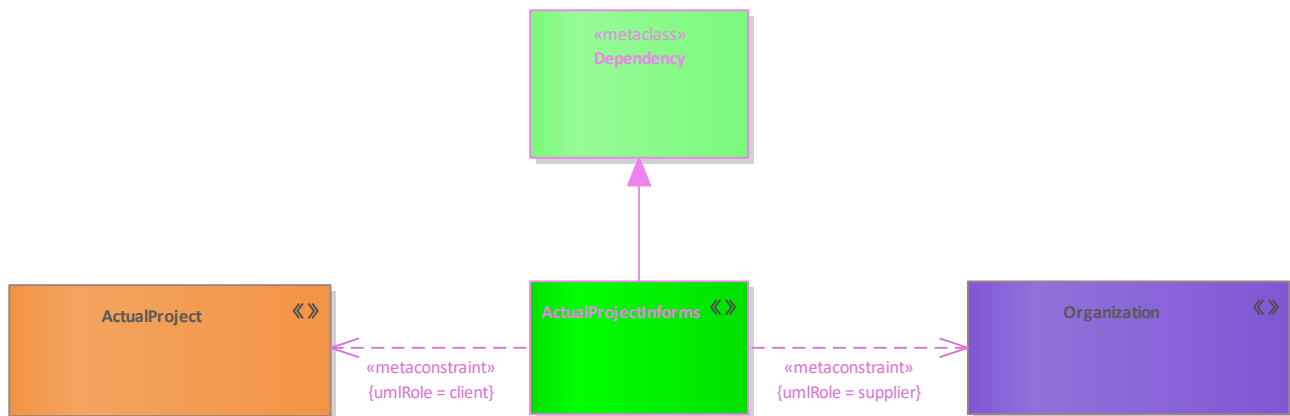 «metaclass»
Dependency
ActualProject
«»
ActualProjectInforms
«»
Organization
«»
«metaconstraint»
{umlRole = client}
«metaconstraint»
{umlRole = supplier}